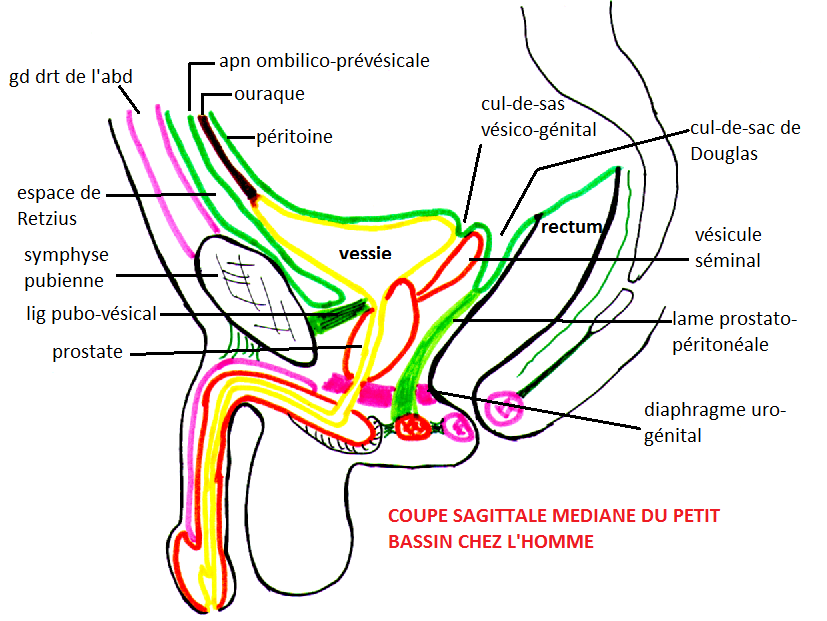 gd drt de l'abd
apn ombilico-prévésicale
ouraque
péritoine
cul-de-sas
vésico-génital
cul-de-sac de
Douglas
espace de
Retzius
symphyse
pubienne
lig pubo-vésical
prostate
vessie
rectum
vésicule
séminal
lame prostato-
péritonéale
diaphragme uro-
génital
COUPE SAGITTALE MEDIANE DU PETIT
BASSIN CHEZ L'HOMME